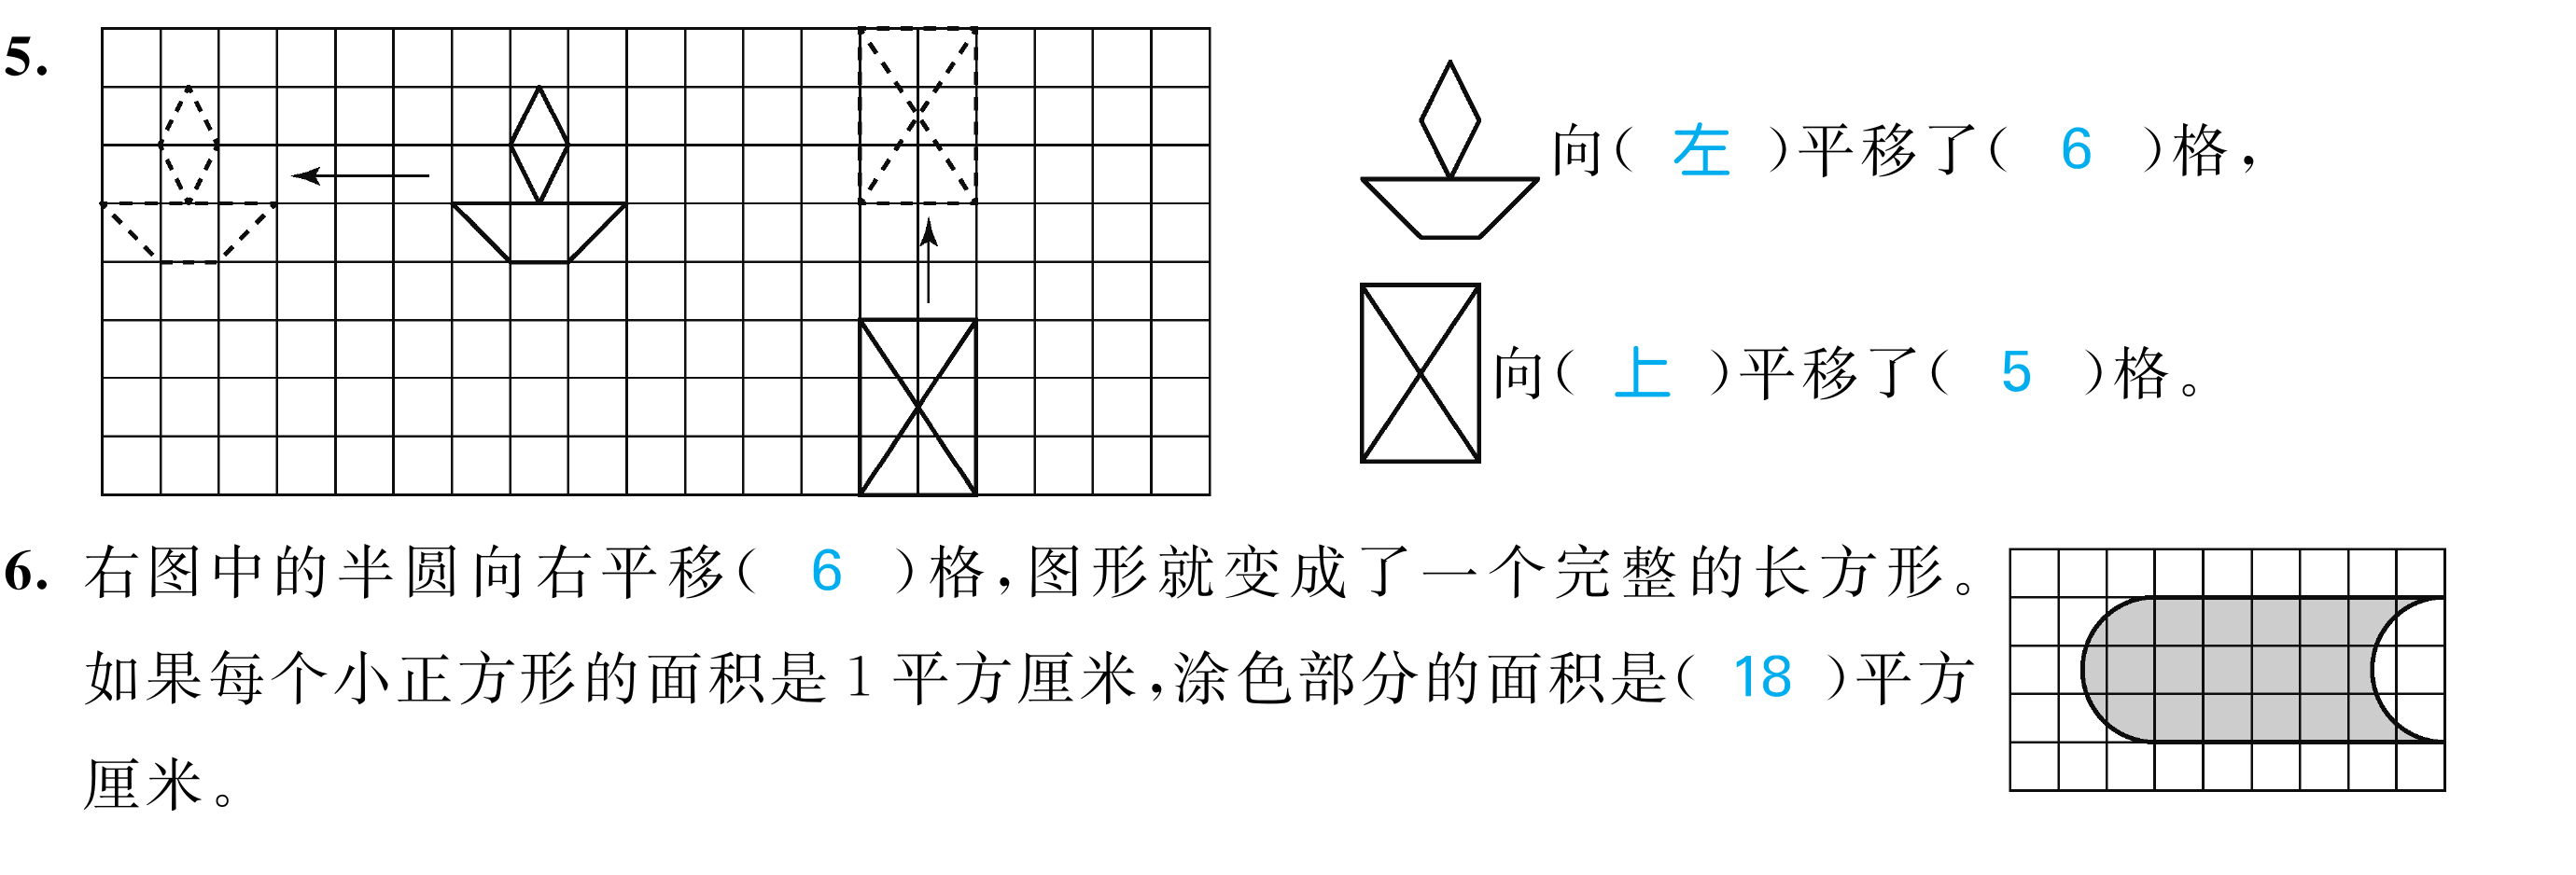 5.
向( 左 )平移了( 6 )格，
向( 上 )平移了( 5 )格。
6. 右图中的半圆向右平移( 6 )格，图形就变成了一个完整的长方形。
如果每个小正方形的面积是1平方厘米，涂色部分的面积是( 18 )平方
厘米。